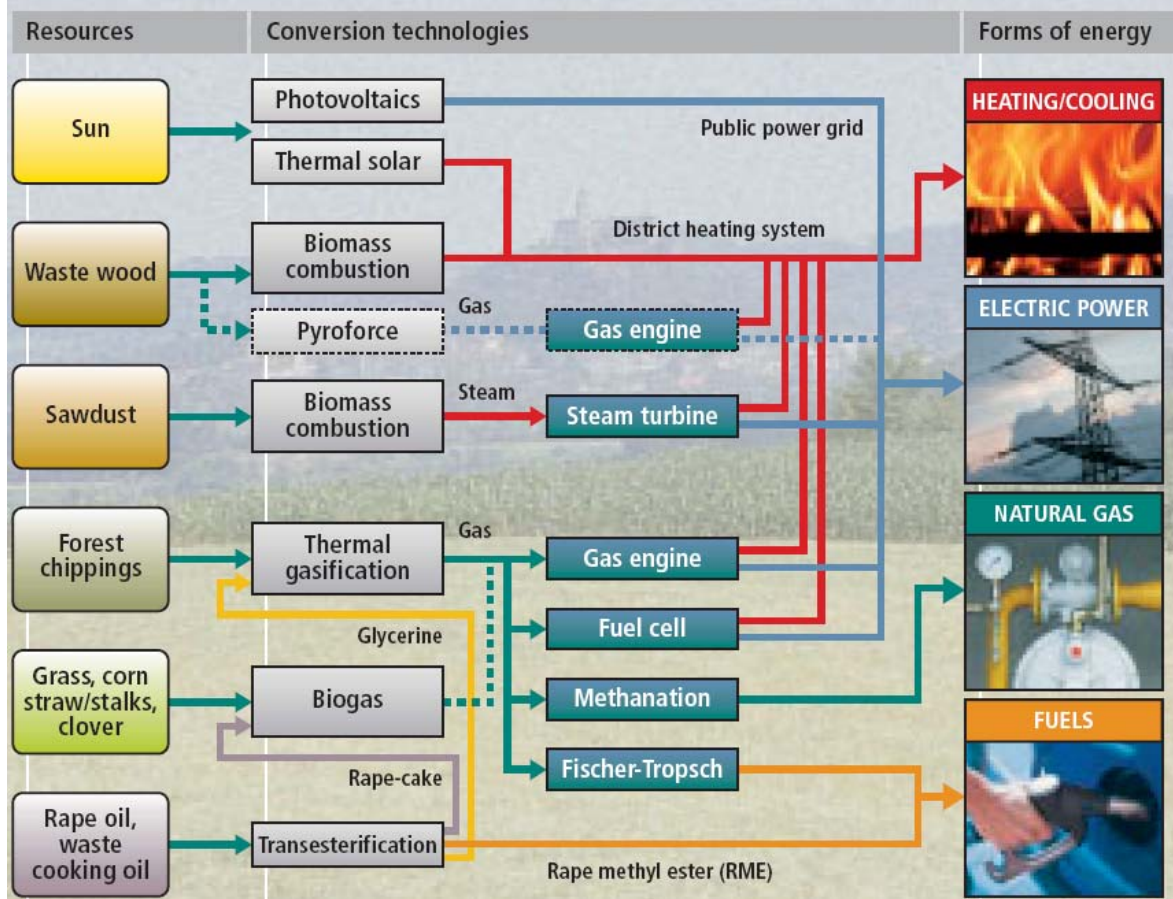 Resources
Conversion technologies
Forms of energy
Sun
Photovoltaics
Thermal solar
Public power grid
HEATING/COOLING
Waste wood
Biomass
combustion
District heating system
Pyroforce
Gas
Gas engine
ELECTRIC POWER
Sawdust
Biomass
combustion
Steam
Steam turbine
Forest
chippings
Thermal
gasification
Gas
Gas engine
NATURAL GAS
Glycerine
Fuel cell
Grass, corn
straw/stalks,
clover
Biogas
Methanation
FUELS
Rape-cake
Fischer-Tropsch
Rape oil,
waste
cooking oil
Transesterification
Rape methyl ester (RME)